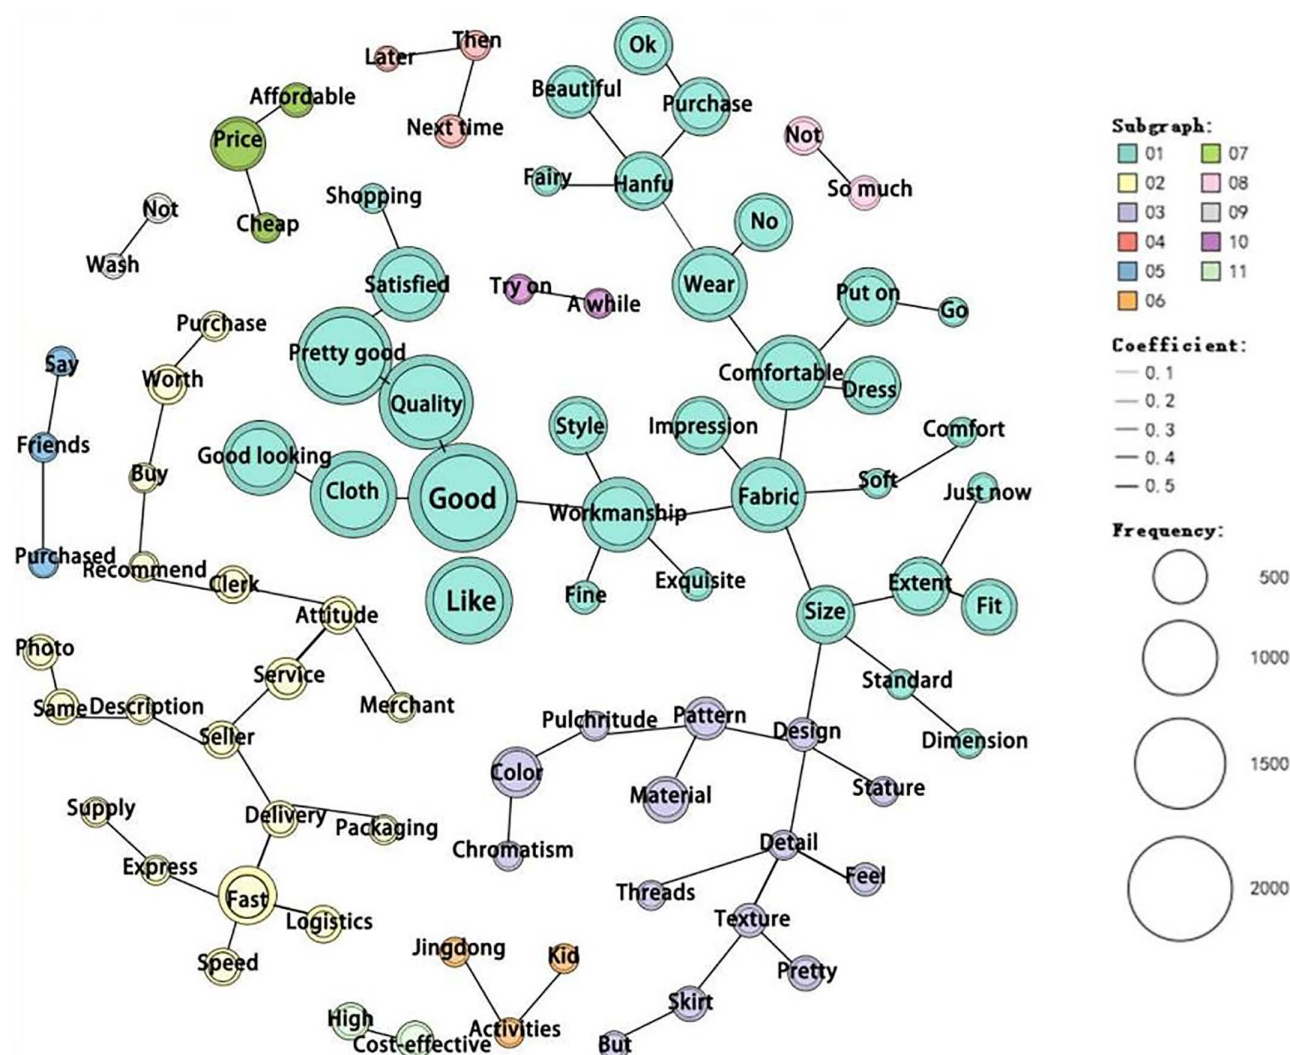 Then
Later
Ok
Beautiful
Affordable
Purchase
Price
Next time
Not
Fairy
Hanfu
So much
Shopping
Not
Cheap
No
Wash
Satisfied
Try on
A while
Wear
Put on
Go
Purchase
Pretty good
Say
Worth
Comfortable
Dress
Quality
Style
Impression
Comfort
Friends
Good looking
Buy
Cloth
Good
Workmanship
Fabric
Soft
Just now
Purchased
Recommend
Clerk
Attitude
Like
Fine
Exquisite
Size
Extent
Fit
Photo
Service
Merchant
Standard
Same
Description
Seller
Pulchritude
Pattern
Design
Dimension
Color
Material
Stature
Supply
Delivery
Packaging
Chromatism
Detail
Express
Fast
Logistics
Threads
Feel
Texture
Speed
Jingdong
Kid
Pretty
High
Cost-effective
Activities
Skirt
But
Subgraph:
01 07
02 08
03 09
04 10
05 11
06
Coefficient:
0.1
0.2
0.3
0.4
0.5
Frequency:
500
1000
1500
2000